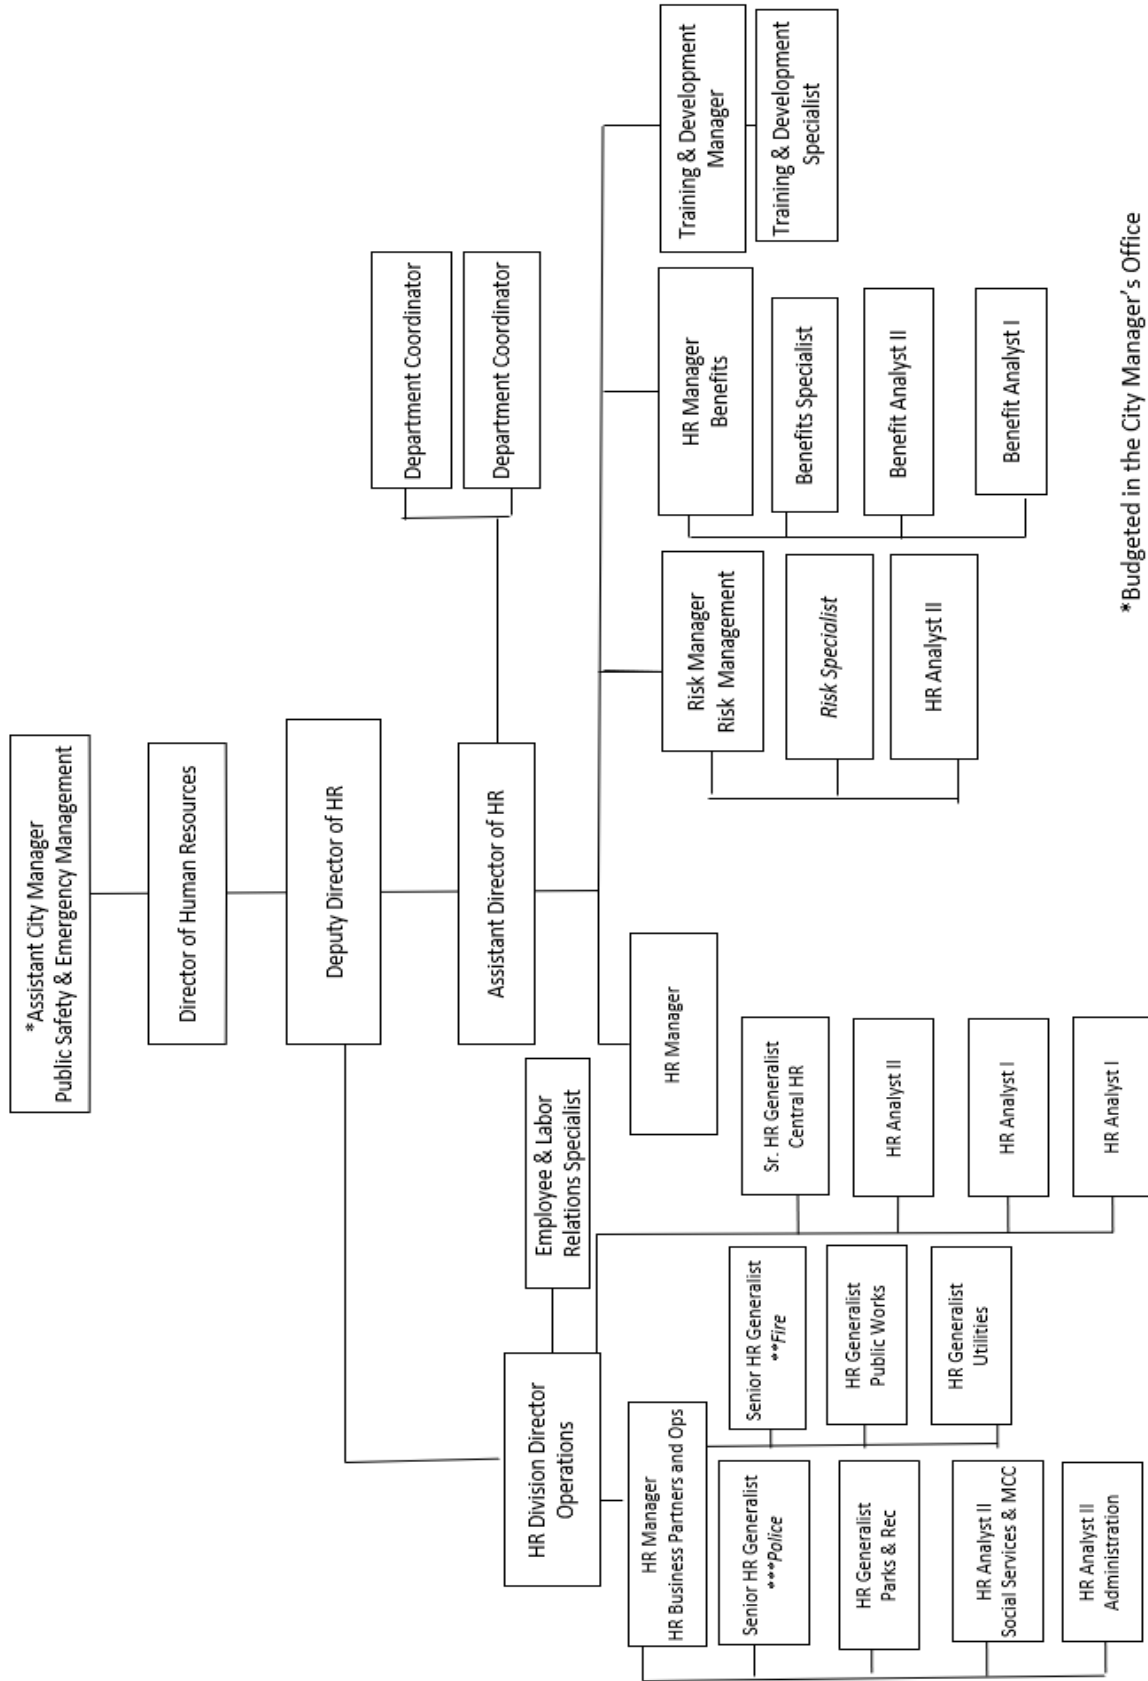 *Assistant City Manager
Public Safety & Emergency Management
Director of Human Resources
Deputy Director of HR
Assistant Director of HR
Department Coordinator
Department Coordinator
HR Division Director
Operations
Employee & Labor
Relations Specialist
HR Manager
HR Business Partners and Ops
Senior HR Generalist
***Police
HR Generalist
Parks & Rec
HR Analyst II
Social Services & MCC
HR Analyst II
Administration
Senior HR Generalist
**Fire
HR Generalist
Public Works
HR Generalist
Utilities
Sr. HR Generalist
Central HR
HR Analyst II
HR Analyst I
HR Analyst I
HR Manager
Risk Manager
Risk Management
Risk Specialist
HR Analyst II
HR Manager
Benefits
Benefits Specialist
Benefit Analyst II
Benefit Analyst I
Training & Development
Manager
Training & Development
Specialist
*Budgeted in the City Manager's Office